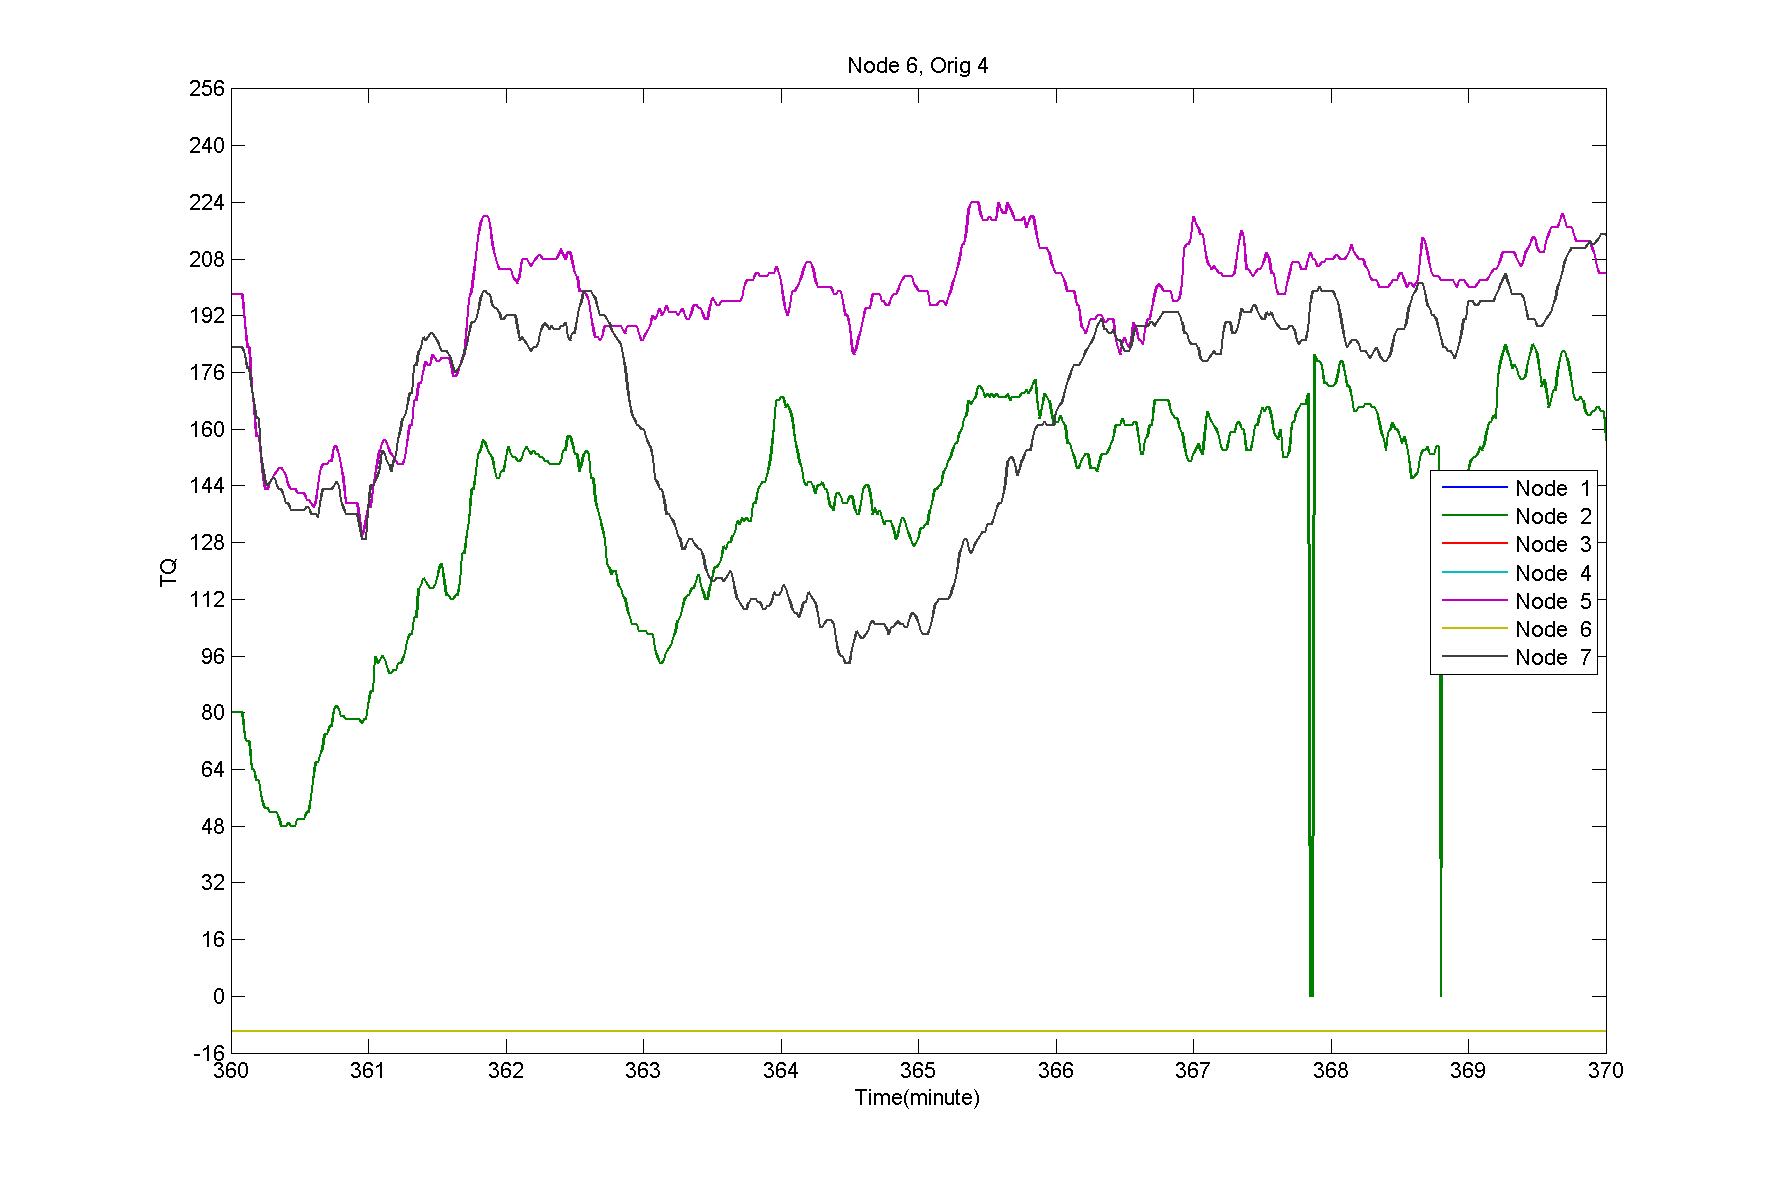 Node 6, Orig 4
256
240
224
208
192
176
160
144
128
112
96
80
64
48
32
16
0
-16
TQ
Node 1
Node 2
Node 3
Node 4
Node 5
Node 6
Node 7
360 361 362 363 364 365 366 367 368 369 370
Time(minute)